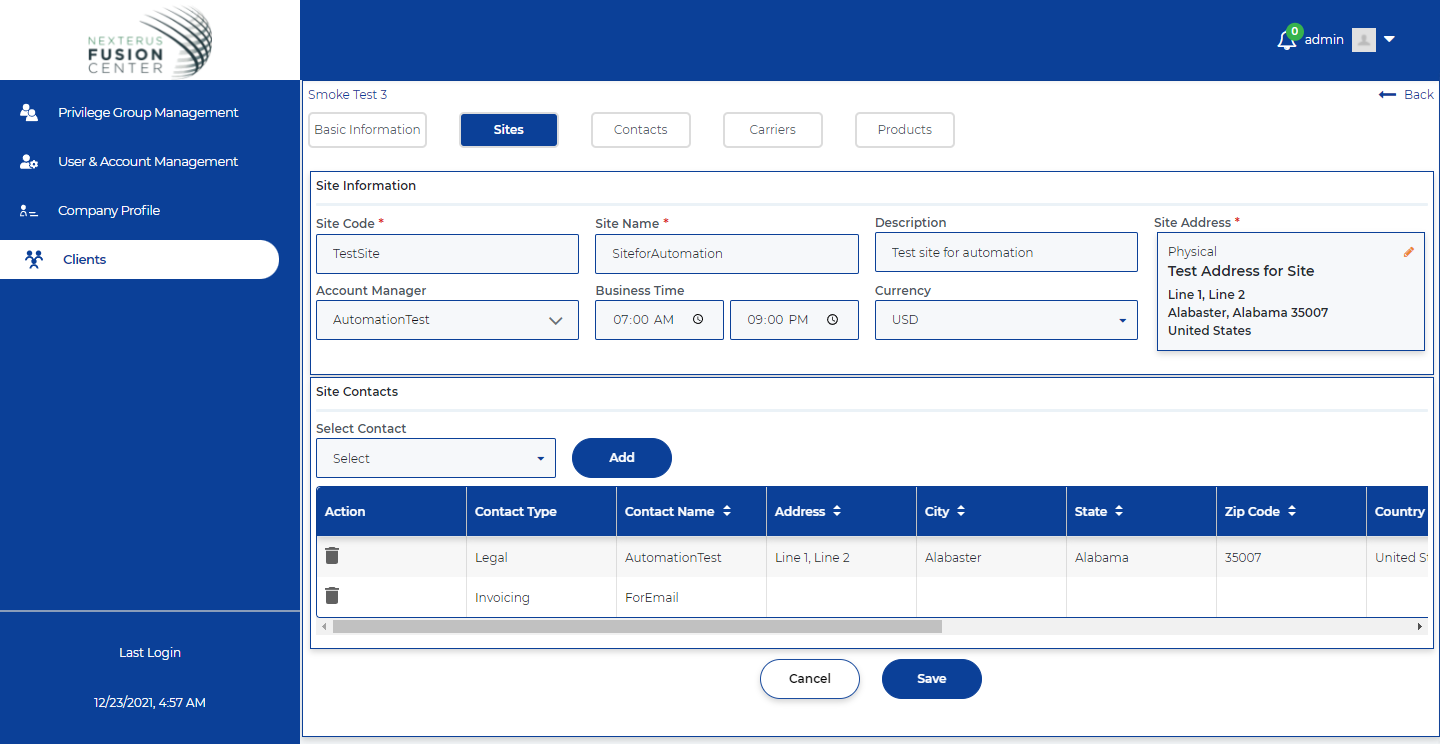 NEXTERUS
FUSION
CENTER
0
admin
Privilege Group Management
User & Account Management
Company Profile
Clients
Last Login
12/23/2021, 4:57 AM
Smoke Test 3
Back
Basic Information
Sites
Contacts
Carriers
Products
Site Information
Site Code *
Site Name *
Description
Site Address *
TestSite
SiteforAutomation
Test site for automation
Physical
Test Address for Site
Line 1, Line 2
Alabaster, Alabama 35007
United States
Account Manager
Business Time
Currency
AutomationTest
07:00 AM
09:00 PM
USD
Site Contacts
Select Contact
Select
Add
Action Contact Type Contact Name Address City State Zip Code Country
Legal AutomationTest Line 1, Line 2 Alabaster Alabama 35007 United S
Invoicing ForEmail
Cancel
Save